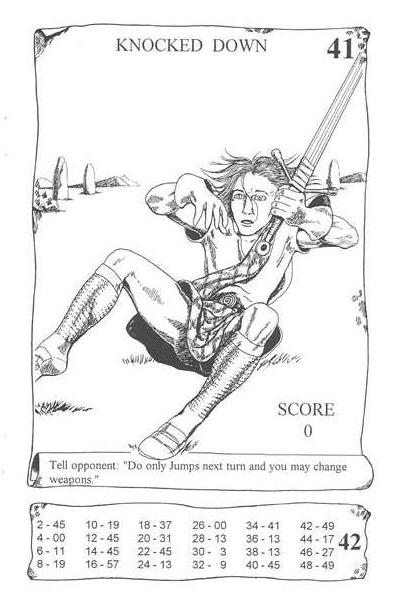 KNOCKED DOWN 41
SCORE
0
Tell opponent: "Do only Jumps next turn and you may change
weapons."
2 - 45 10 - 19 18 - 37 26 - 00 34 - 41 42 - 49
4 - 00 12 - 45 20 - 31 28 - 13 36 - 13 44 - 17
6 - 11 14 - 45 22 - 45 30 - 3 38 - 13 46 - 27
8 - 19 16 - 57 24 - 13 32 - 9 40 - 45 48 - 49
42